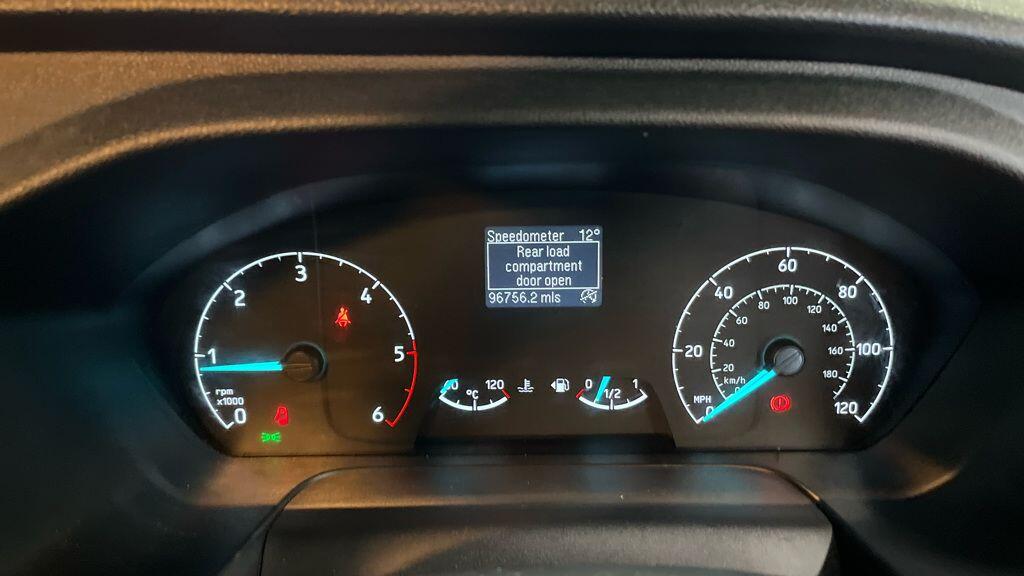 Speedometer 12°
Rear load
compartment
door open
96756.2 mls
0
1
2
3
4
5
6
rpm
x1000
120
°C
0 1/2 1
0
20
40
60
80
100
120
MPH
20
40
60
80
100
120
140
160
180
km/h